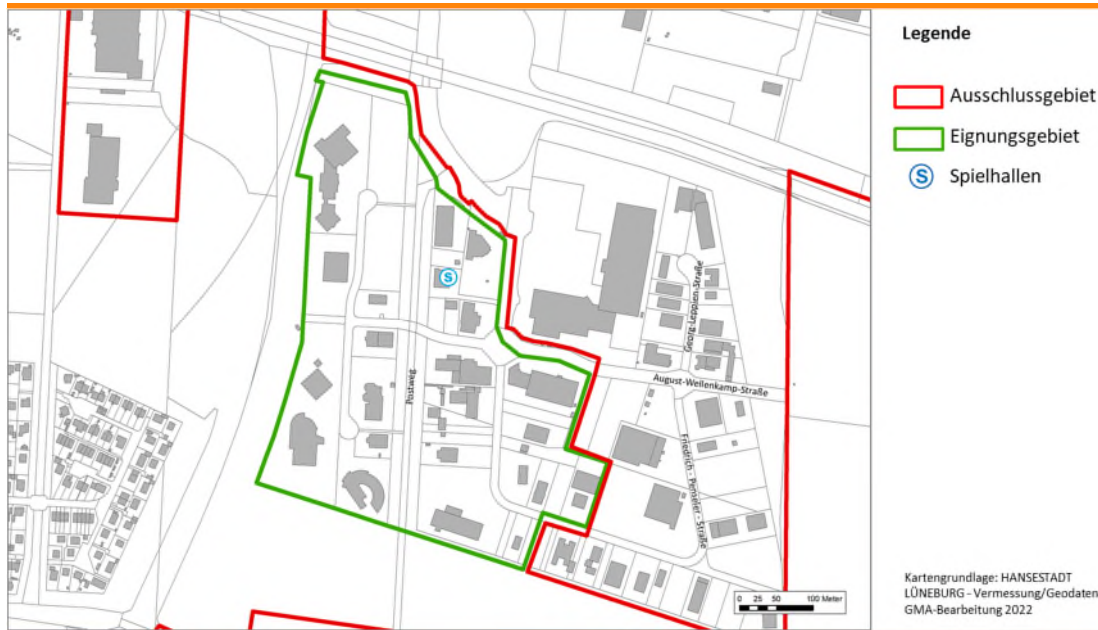 Legende
Ausschlussgebiet
Eignungsgebiet
S Spielhallen
S
Georg-Leppien-Straße
August-Wellenkamp-Straße
Postweg
Friedrich - Penseler - Straße
0 25 50 100 Meter
Kartengrundlage: HANSESTADT
LÜNEBURG - Vermessung/Geodaten
GMA-Bearbeitung 2022